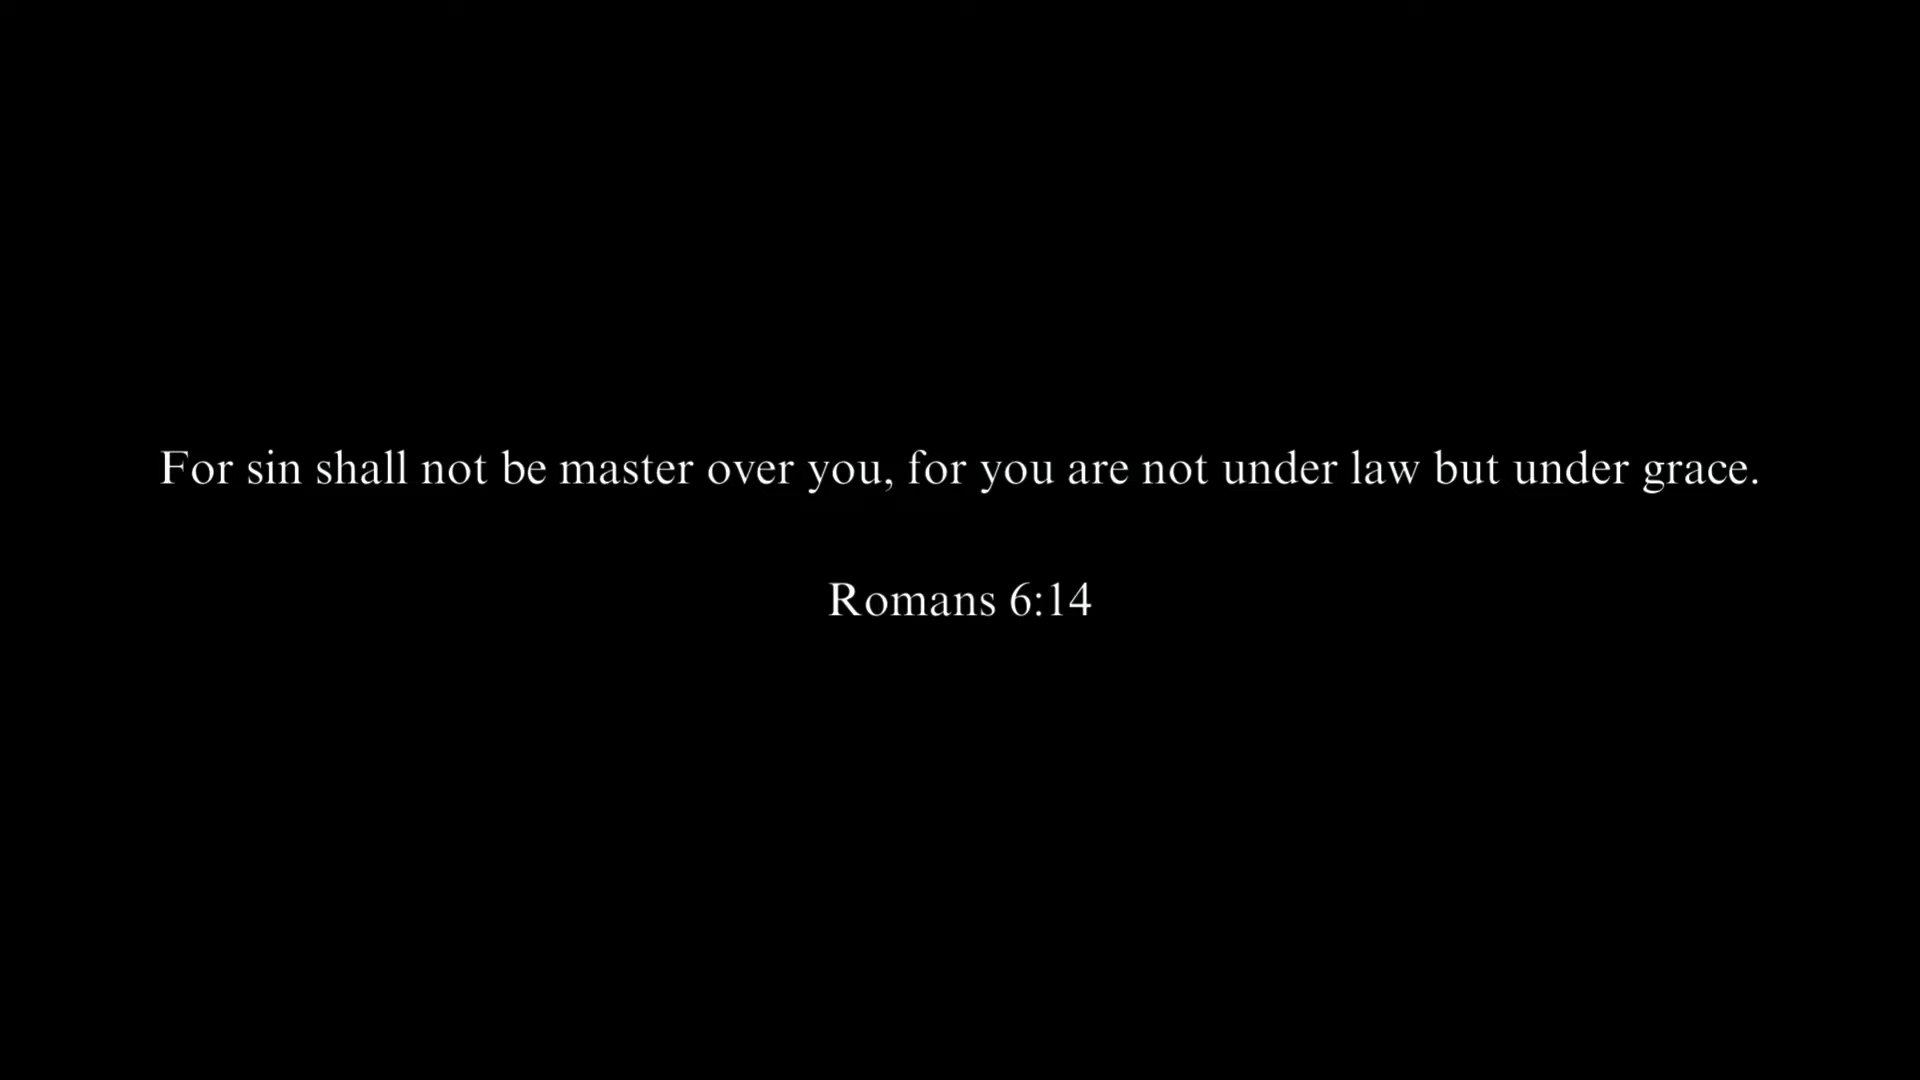 For sin shall not be master over you, for you are not under law but under grace.
Romans 6:14